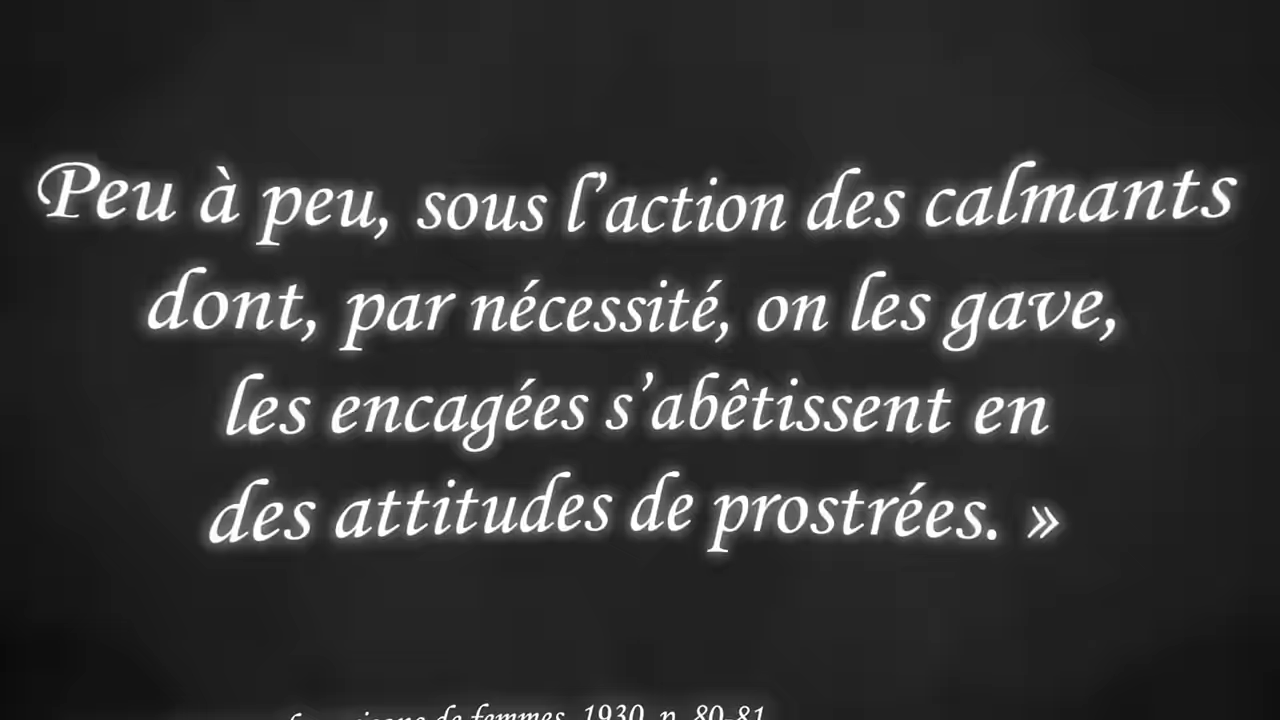 Peu à peu, sous l’action des calmants
dont, par nécessité, on les gave,
les encagées s’abêtissent en
des attitudes de prostrées. »
de femmes, 1930, p. 80-81